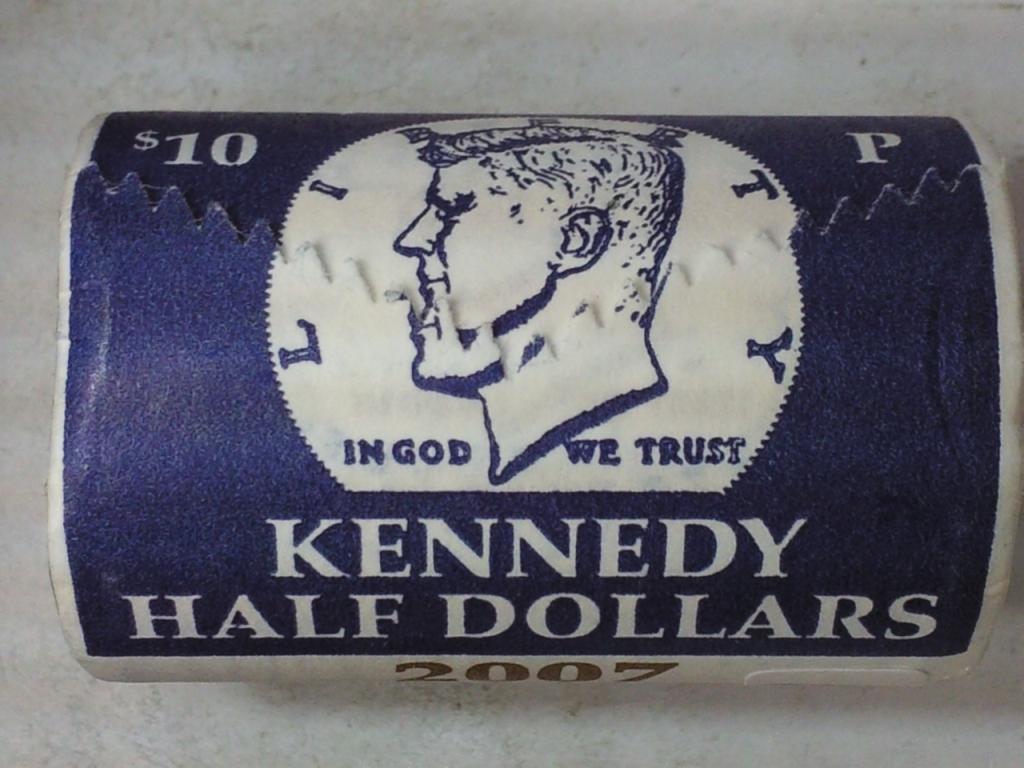 $10
P
LIBERTY
IN GOD WE TRUST
KENNEDY
HALF DOLLARS
2007